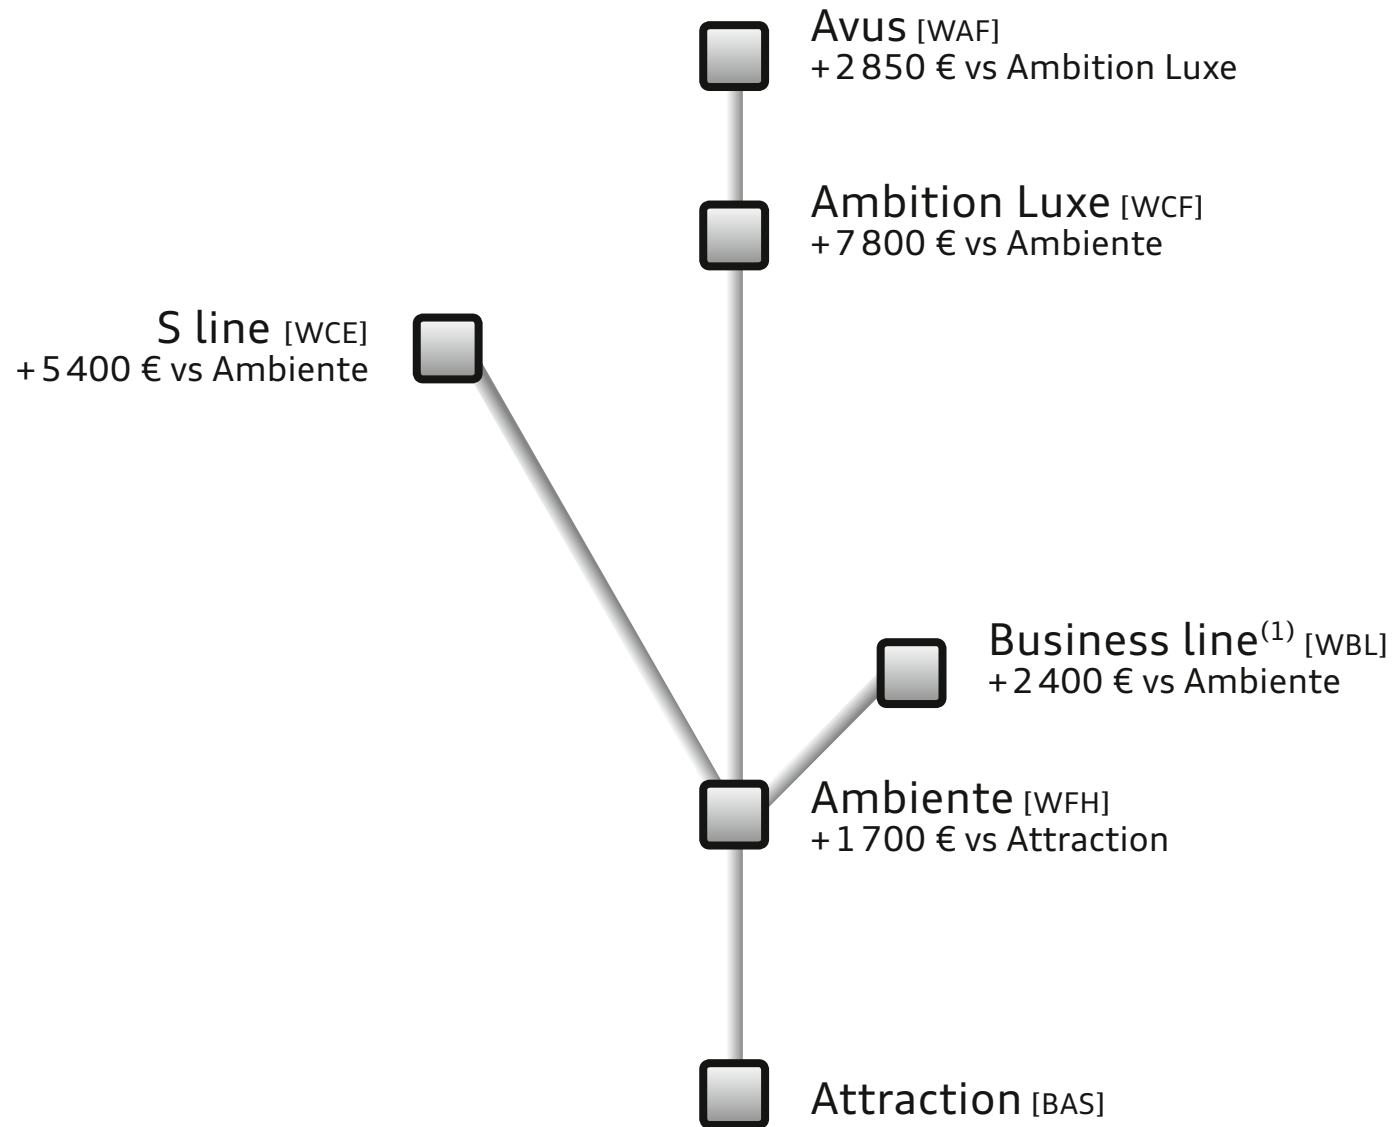 Avus [WAF]
+2 850 € vs Ambition Luxe
Ambition Luxe [WCF]
+7 800 € vs Ambiente
S line [WCE]
+5 400 € vs Ambiente
Business line(1) [WBL]
+2 400 € vs Ambiente
Ambiente [WFH]
+1 700 € vs Attraction
Attraction [BAS]